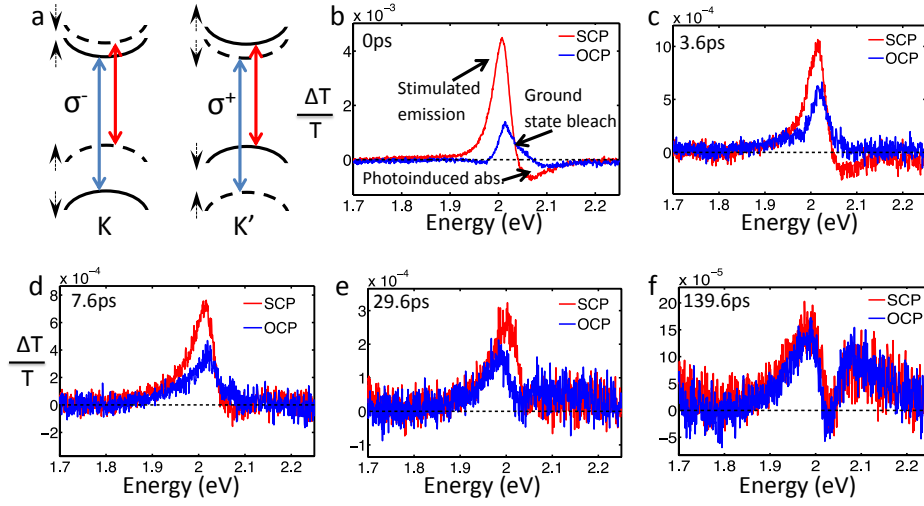 a
σ⁻
σ⁺
K
K’
b
x 10⁻³
0ps
SCP
OCP
Stimulated
emission
Ground
state bleach
Photoinduced abs.
ΔT
T
4
2
0
1.7 1.8 1.9 2 2.1 2.2
Energy (eV)
c
x 10⁻⁴
3.6ps
SCP
OCP
10
5
0
1.7 1.8 1.9 2 2.1 2.2
Energy (eV)
d
x 10⁻⁴
7.6ps
SCP
OCP
ΔT
T
8
6
4
2
0
−2
1.7 1.8 1.9 2 2.1 2.2
Energy (eV)
e
x 10⁻⁴
29.6ps
SCP
OCP
4
3
2
1
0
−1
1.7 1.8 1.9 2 2.1 2.2
Energy (eV)
f
x 10⁻⁵
139.6ps
SCP
OCP
20
15
10
5
0
−5
1.7 1.8 1.9 2 2.1 2.2
Energy (eV)